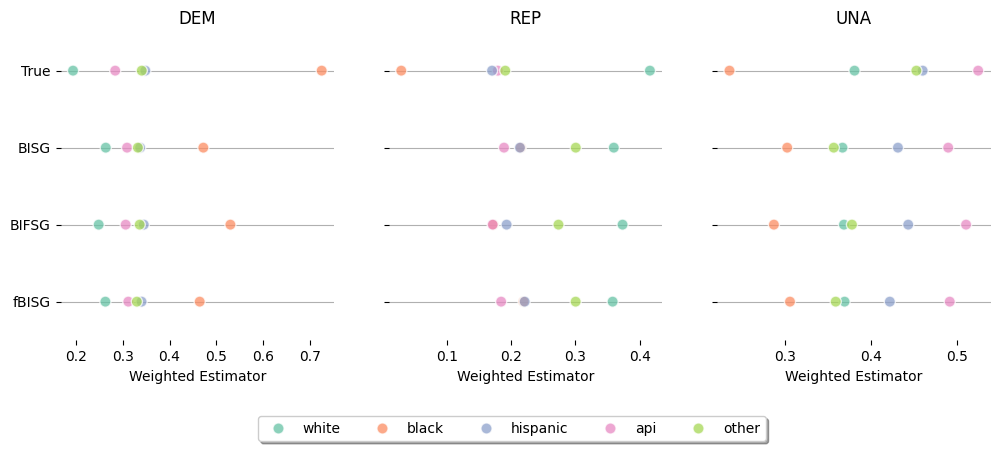 DEM REP UNA
True
BISG
BIFSG
fBISG
0.2 0.3 0.4 0.5 0.6 0.7 0.1 0.2 0.3 0.4 0.3 0.4 0.5
Weighted Estimator Weighted Estimator Weighted Estimator
white black hispanic api other